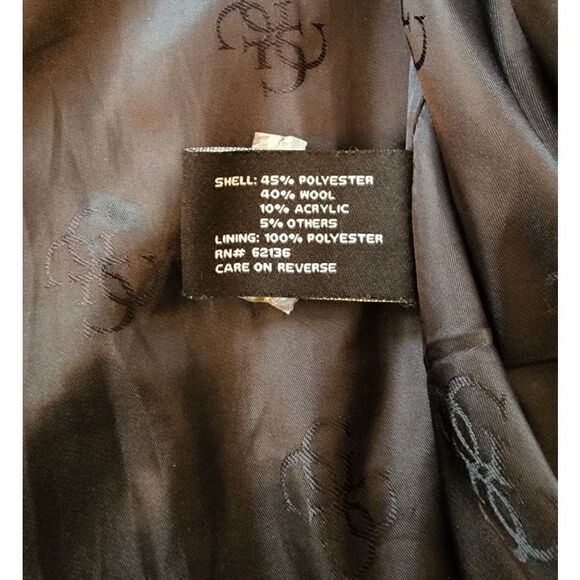 SHELL: 45% POLYESTER
40% WOOL
10% ACRYLIC
5% OTHERS
LINING: 100% POLYESTER
RN# 62136
CARE ON REVERSE